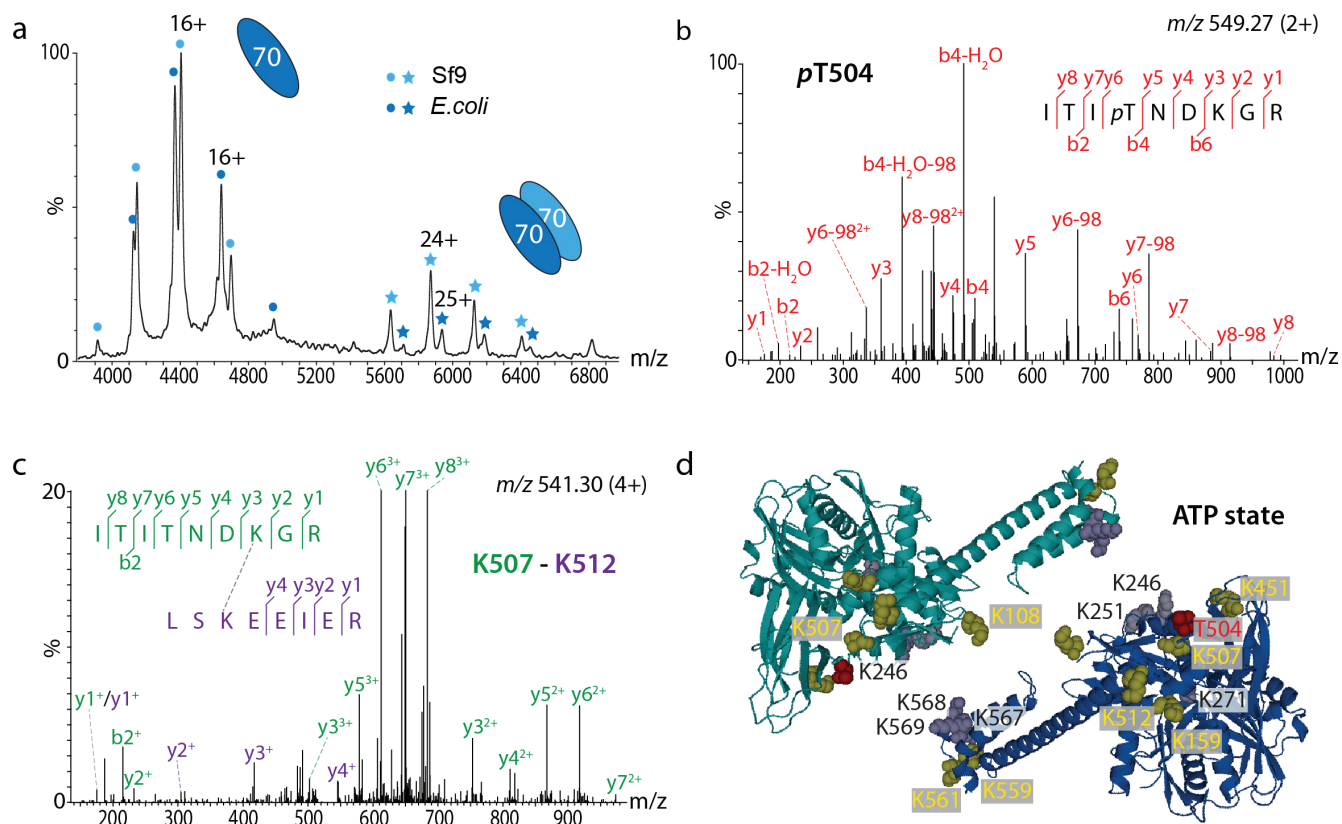 a
16+
70
100
Sf9
E.coli
16+
70
70
24+
25+
%
0
4000 4400 4800 5200 5600 6000 6400 6800 m/z
b
m/z 549.27 (2+)
pT504
b4-H2O
100
y8 y7 y6 y5 y4 y3 y2 y1
I T I pT N D K G R
b2 b4 b6
b4-H2O-98
y8-98²⁺
y6-98²⁺
y6-98
y5
y7-98
y3
b2-H2O
b2
y4
b4
y6
b6
y7
y1
y2
y8-98
y8
%
0
200 300 400 500 600 700 800 900 1000 m/z
c
y6³⁺
y7³⁺
y8³⁺
m/z 541.30 (4+)
20
y8 y7 y6 y5 y4 y3 y2 y1
I T I T N D K G R
b2
K507 - K512
y4 y3 y2 y1
L S K E E I E R
y5³⁺
y5²⁺
y6²⁺
y1⁺/y1⁺
b2⁺
y3³⁺
y3²⁺
y2⁺
y2⁺
y3⁺
y4⁺
y4²⁺
y7²⁺
%
0
200 300 400 500 600 700 800 900 m/z
d
ATP state
K246
K451
K251
K507
K108
T504
K507
K246
K568
K569
K567
K512
K271
K159
K561
K559